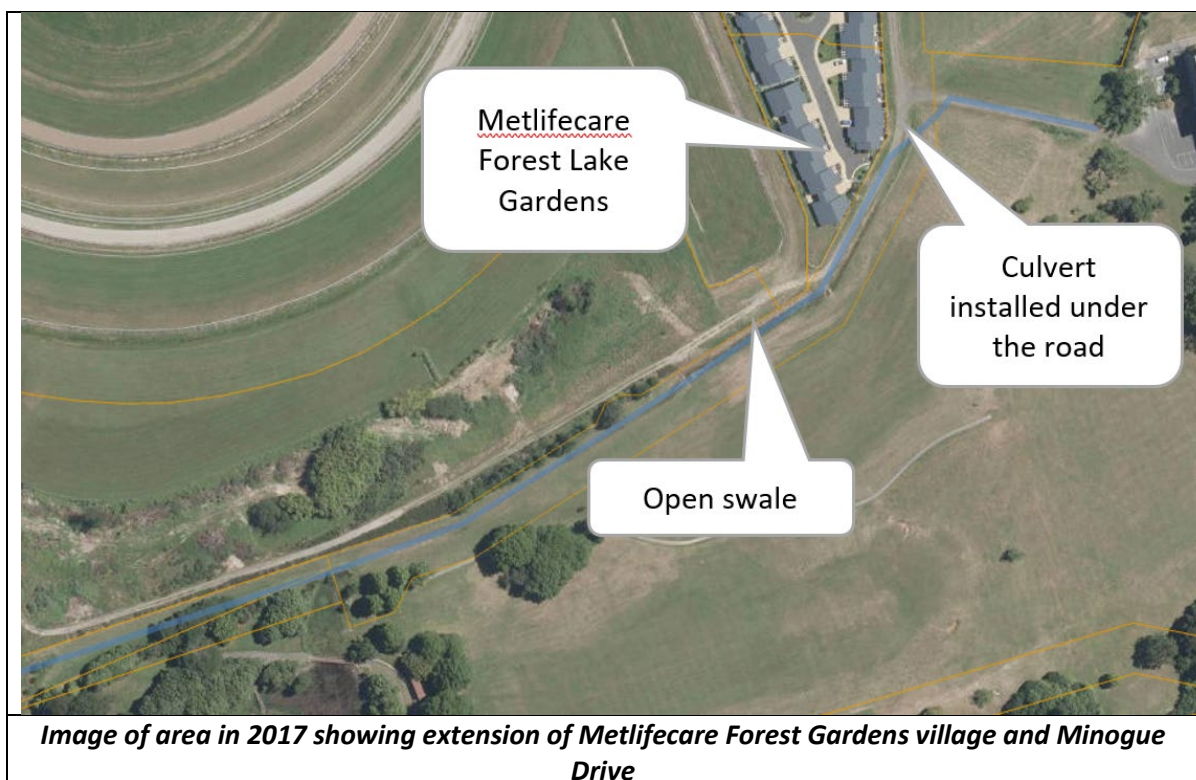 Metlifecare
Forest Lake
Gardens
Culvert
installed under
the road
Open swale
Image of area in 2017 showing extension of Metlifecare Forest Gardens village and Minogue
Drive